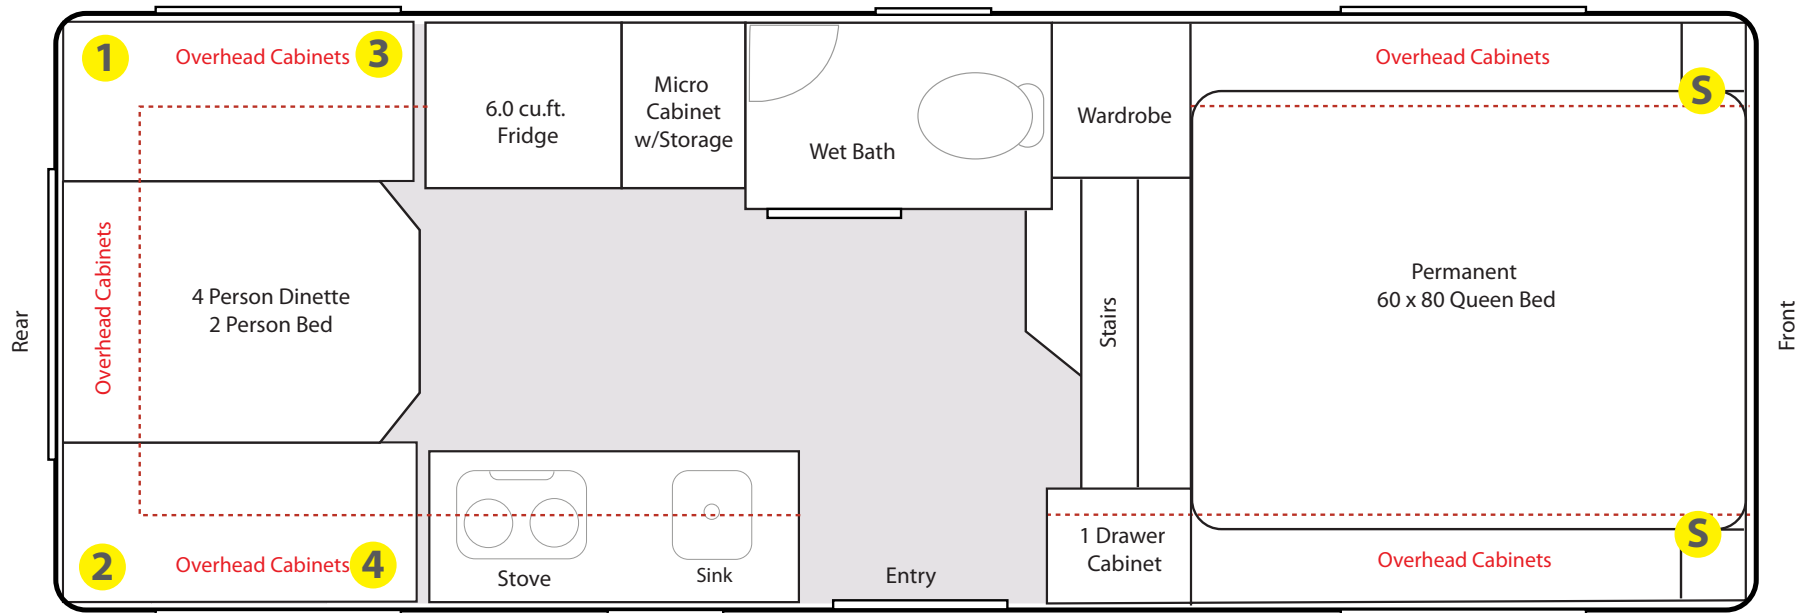 1
Overhead Cabinets
3
6.0 cu.ft.
Fridge
Micro
Cabinet
w/Storage
Wet Bath
Wardrobe
Overhead Cabinets
S
Rear
Overhead Cabinets
4 Person Dinette
2 Person Bed
Stairs
Permanent
60 x 80 Queen Bed
Front
2
Overhead Cabinets
4
Stove
Sink
Entry
1 Drawer
Cabinet
Overhead Cabinets
S